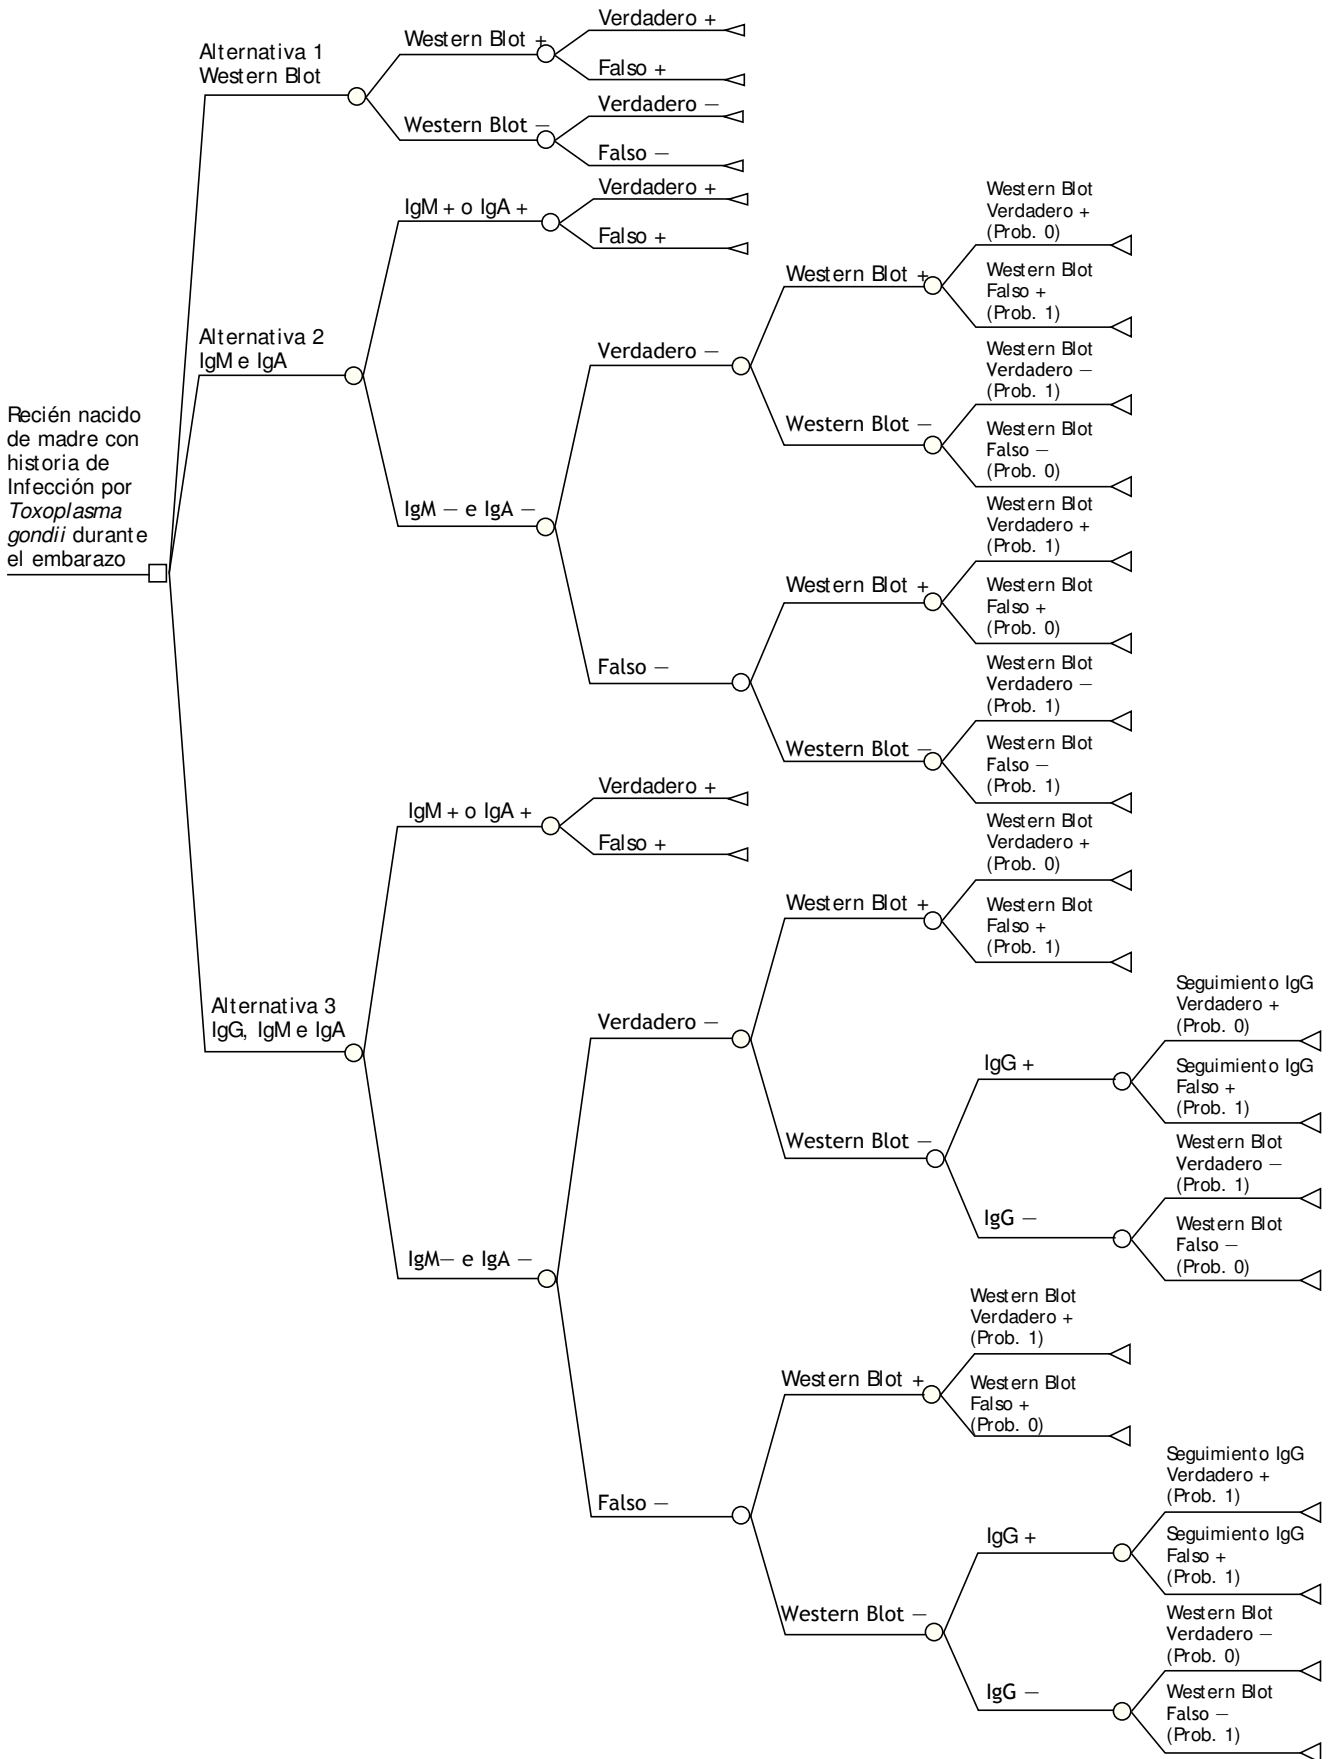 Recién nacido
de madre con
historia de
Infección por
Toxoplasma
gondii durante
el embarazo
Alternativa 1
Western Blot
Western Blot +
Verdadero +
Falso +
Western Blot −
Verdadero −
Falso −
Alternativa 2
IgM e IgA
IgM + o IgA +
Verdadero +
Falso +
IgM − e IgA −
Verdadero −
Western Blot +
Western Blot
Verdadero +
(Prob. 0)
Western Blot
Falso +
(Prob. 1)
Western Blot −
Western Blot
Verdadero −
(Prob. 1)
Western Blot
Falso −
(Prob. 0)
Falso −
Western Blot +
Western Blot
Verdadero +
(Prob. 1)
Western Blot
Falso +
(Prob. 0)
Western Blot −
Western Blot
Verdadero −
(Prob. 1)
Western Blot
Falso −
(Prob. 1)
Alternativa 3
IgG, IgM e IgA
IgM + o IgA +
Verdadero +
Falso +
IgM− e IgA −
Verdadero −
Western Blot +
Western Blot
Verdadero +
(Prob. 0)
Western Blot
Falso +
(Prob. 1)
Western Blot −
IgG +
Seguimiento IgG
Verdadero +
(Prob. 0)
Seguimiento IgG
Falso +
(Prob. 1)
IgG −
Western Blot
Verdadero −
(Prob. 1)
Western Blot
Falso −
(Prob. 0)
Falso −
Western Blot +
Western Blot
Verdadero +
(Prob. 1)
Western Blot
Falso +
(Prob. 0)
Western Blot −
IgG +
Seguimiento IgG
Verdadero +
(Prob. 1)
Seguimiento IgG
Falso +
(Prob. 1)
IgG −
Western Blot
Verdadero −
(Prob. 0)
Western Blot
Falso −
(Prob. 1)